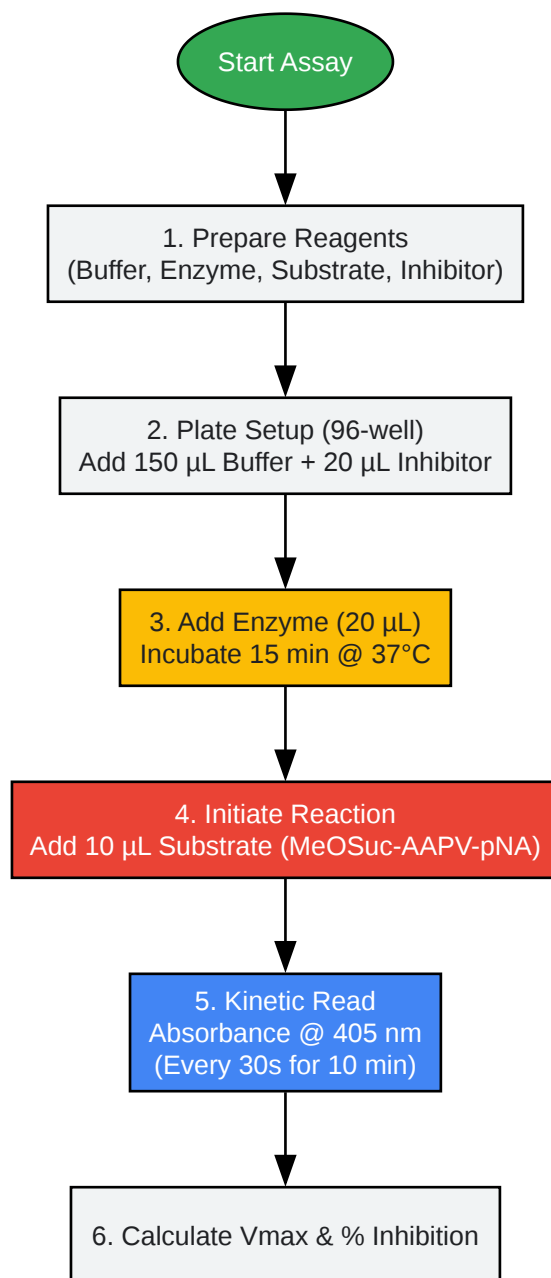 Start Assay
1. Prepare Reagents
(Buffer, Enzyme, Substrate, Inhibitor)
2. Plate Setup (96-well)
Add 150 µL Buffer + 20 µL Inhibitor
3. Add Enzyme (20 µL)
Incubate 15 min @ 37°C
4. Initiate Reaction
Add 10 µL Substrate (MeOSuc-AAPV-pNA)
5. Kinetic Read
Absorbance @ 405 nm
(Every 30s for 10 min)
6. Calculate Vmax & % Inhibition